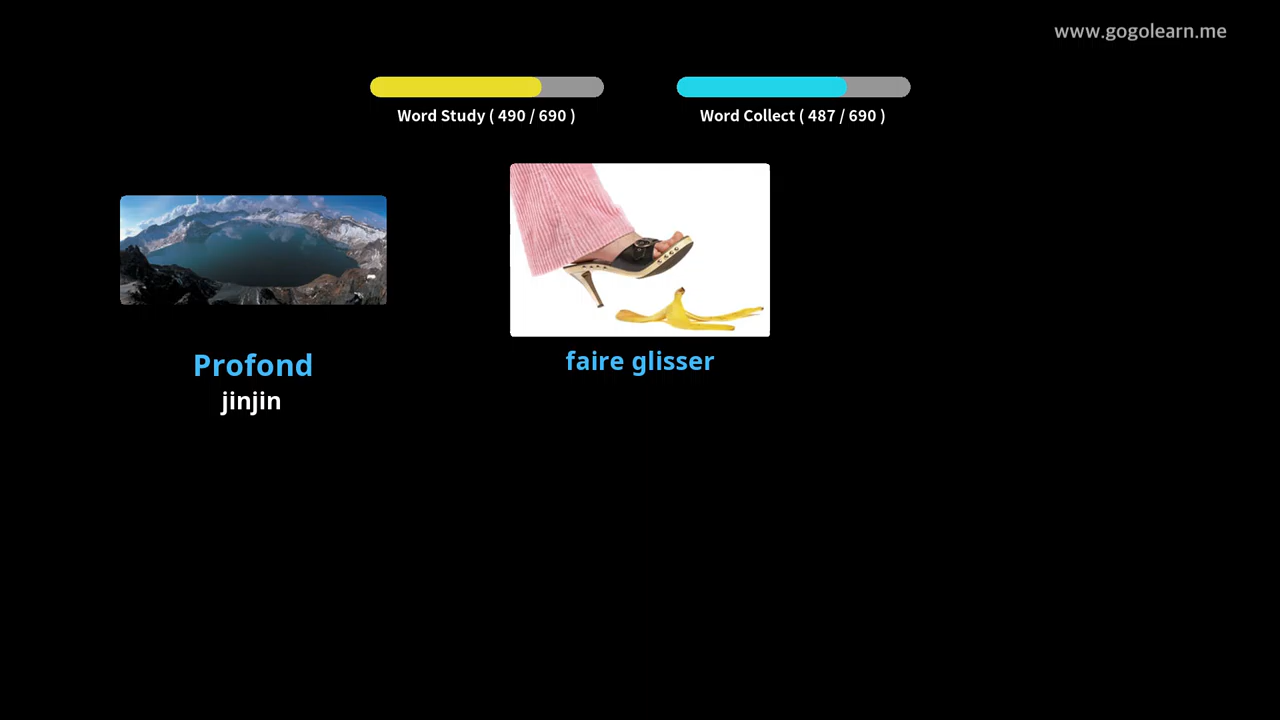 www.gogolearn.me
Word Study ( 490 / 690 )
Word Collect ( 487 / 690 )
Profond
jinjin
faire glisser